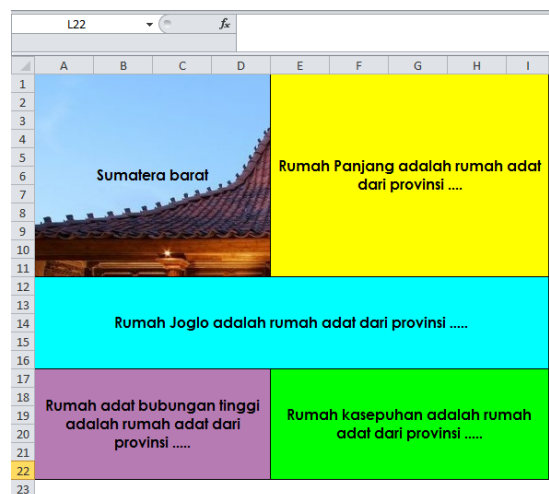 L22
fx
A B C D E F G H I
1
2
3
4
5
6
7
8
9
10
11
12
13
14
15
16
17
18
19
20
21
22
23
Sumatera barat
Rumah Panjang adalah rumah adat
dari provinsi ....
Rumah Joglo adalah rumah adat dari provinsi .....
Rumah adat bubungan tinggi
adalah rumah adat dari
provinsi .....
Rumah kasepuhan adalah rumah
adat dari provinsi .....